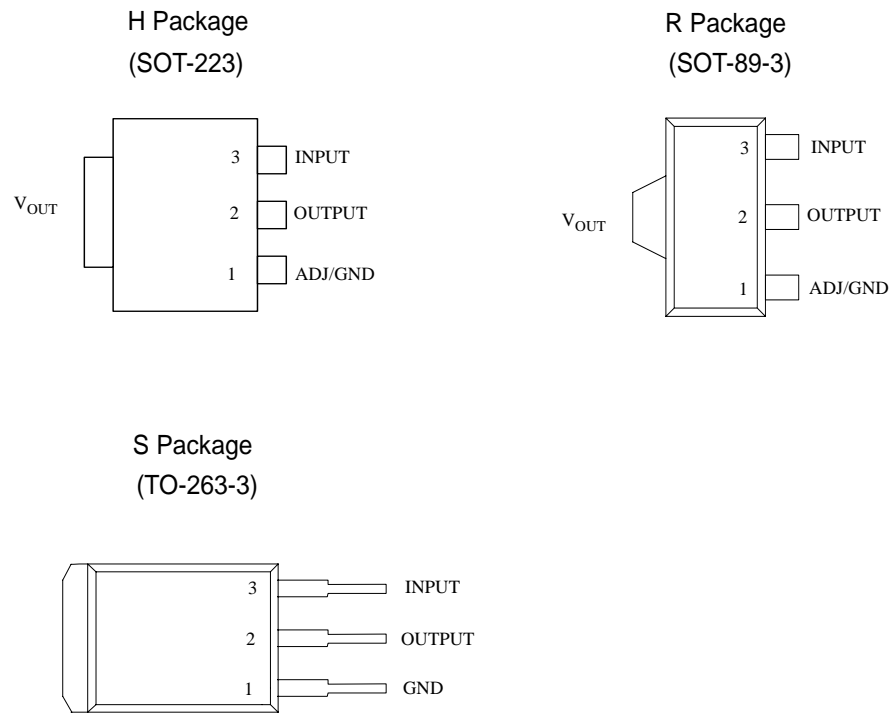 H Package
(SOT-223)
3 INPUT
V_OUT
2 OUTPUT
1 ADJ/GND
R Package
(SOT-89-3)
3 INPUT
V_OUT
2 OUTPUT
1 ADJ/GND
S Package
(TO-263-3)
3 INPUT
2 OUTPUT
1 GND